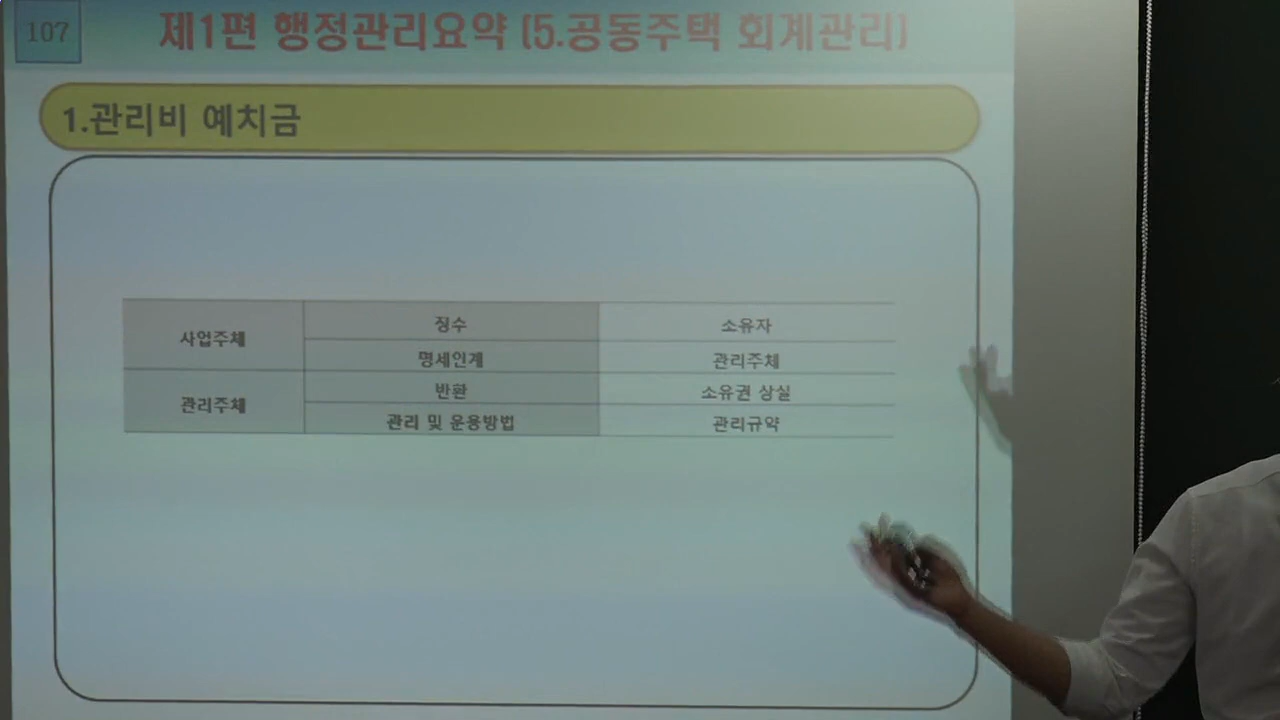 107
제1편 행정관리요약 (5.공동주택 회계관리)
1.관리비 예치금
사업주체 징수 소유자
명세인계 관리주체
관리주체 반환 소유권 상실
관리 및 운용방법 관리규약